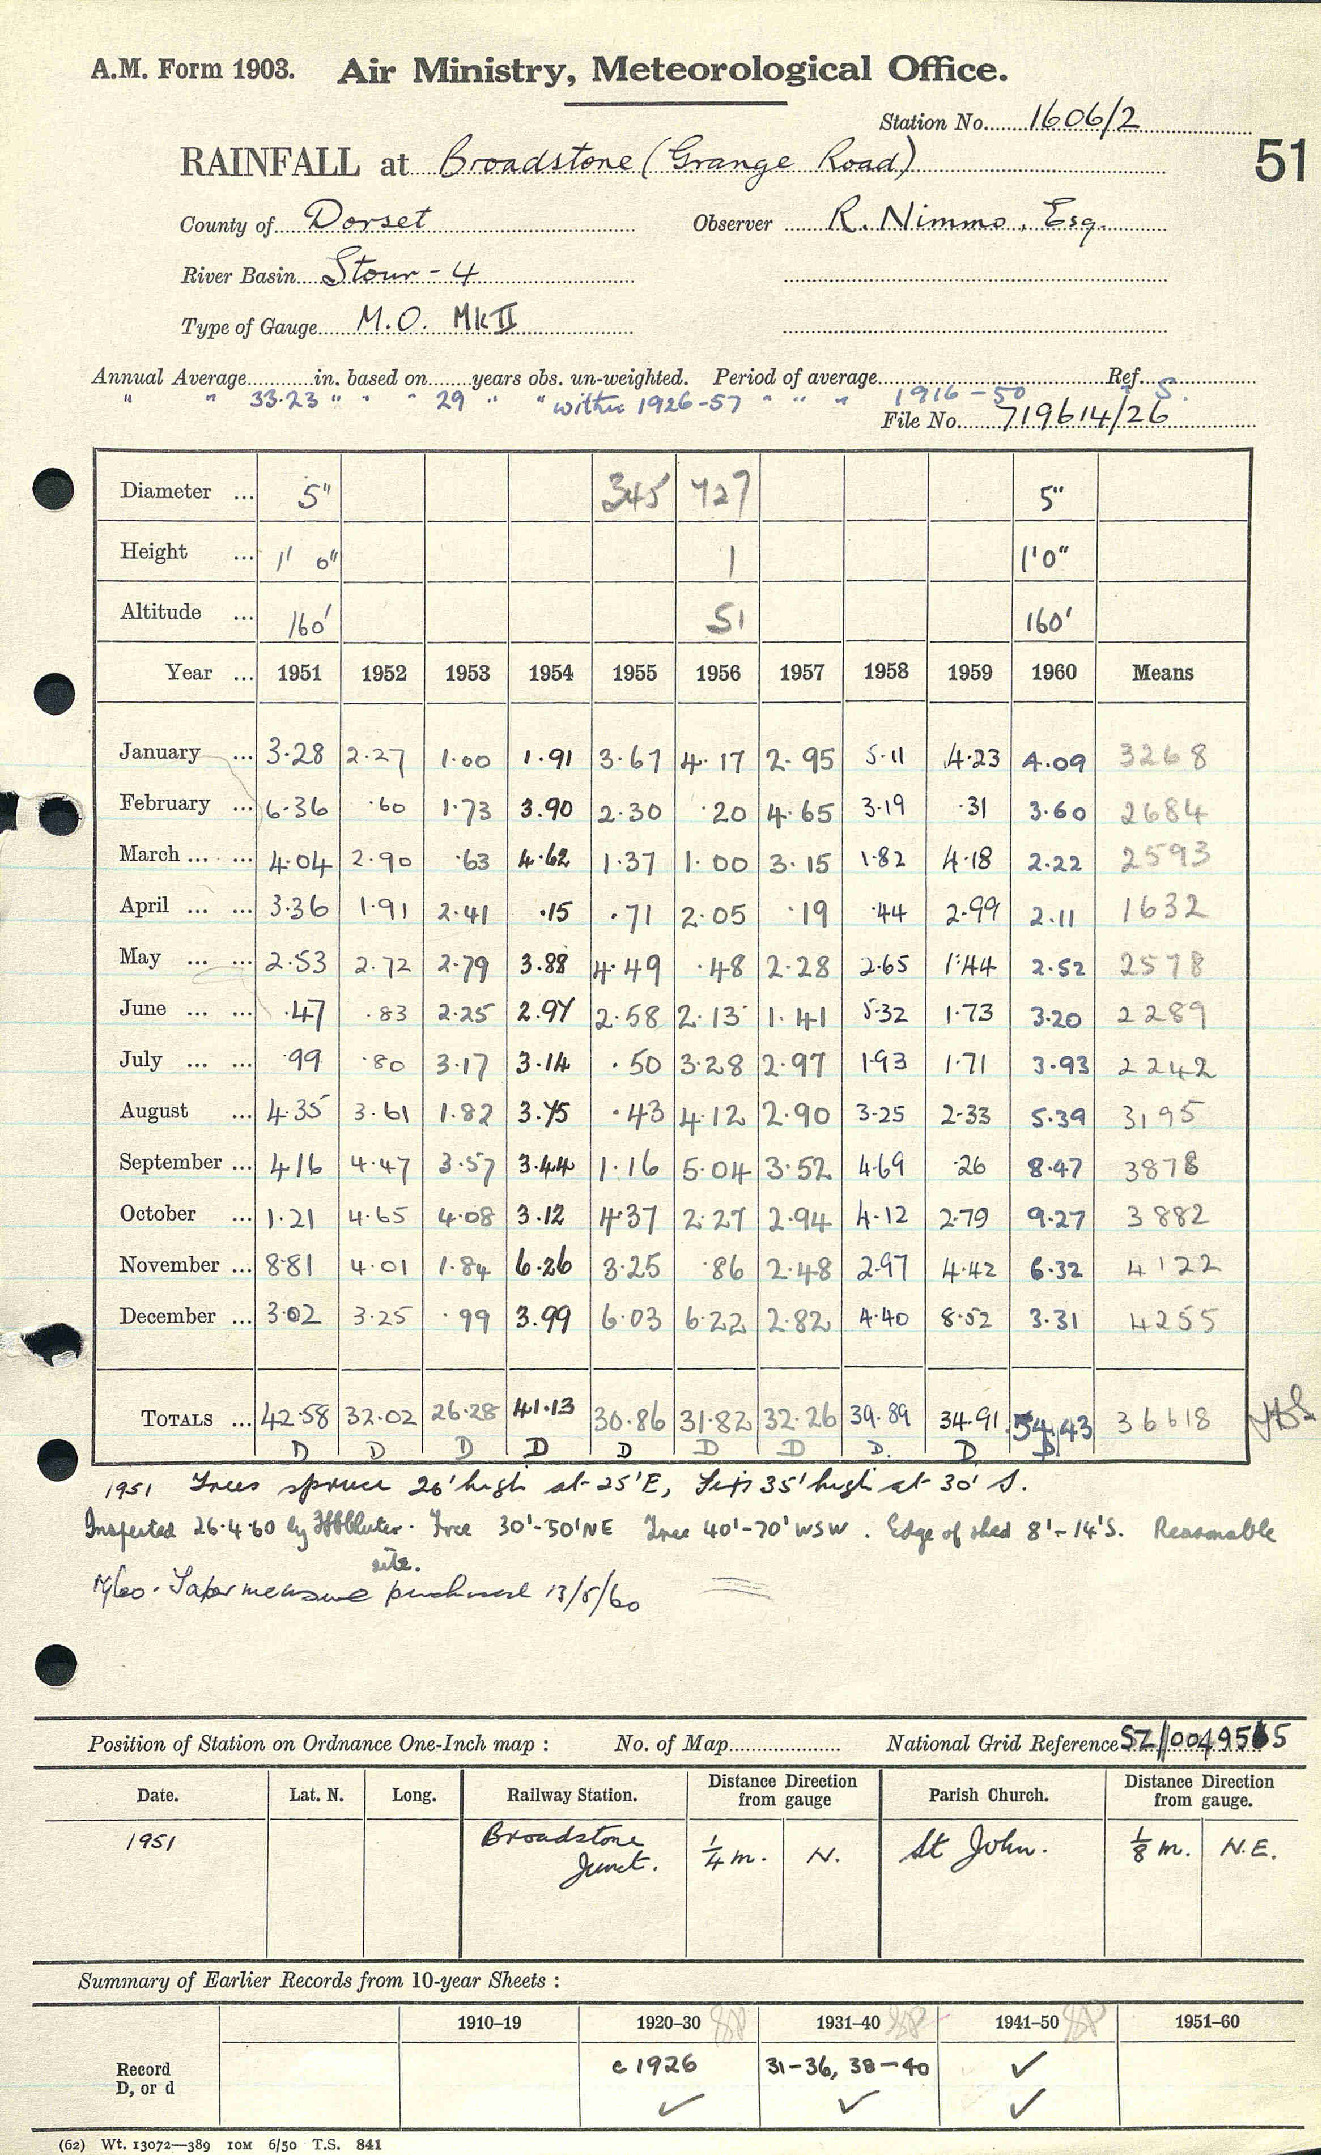 A.M. Form 1903. Air Ministry, Meteorological Office.
Station No. 1606/2
RAINFALL at Broadstone (Grange Road)
51
County of Dorset Observer R. Nimmo, Esq.
River Basin Stour - 4
Type of Gauge M.O. Mk II
Annual Average in. based on years obs. un-weighted. Period of average Ref.
" " 33.23 " " " 29 " " within 1926-57 " " " 1916-50 S.
File No. 719614/26
Diameter ... 5" 345 727 5"
Height ... 1' 0" 1 1'0"
Altitude ... 160' 51 160'
Year ... 1951 1952 1953 1954 1955 1956 1957 1958 1959 1960 Means
January ... 3.28 2.27 1.00 1.91 3.67 4.17 2.95 5.11 4.23 4.09 3268
February ... 6.36 .60 1.73 3.90 2.30 .20 4.65 3.19 .31 3.60 2684
March ... ... 4.04 2.90 .63 4.62 1.37 1.00 3.15 1.82 4.18 2.22 2593
April ... ... 3.36 1.91 2.41 .15 .71 2.05 .19 .44 2.99 2.11 1632
May ... ... 2.53 2.72 2.79 3.88 4.49 .48 2.28 2.65 1.44 2.52 2578
June ... ... .47 .83 2.25 2.97 2.58 2.13 1.41 5.32 1.73 3.20 2289
July ... ... .99 .80 3.17 3.14 .50 3.28 2.97 1.93 1.71 3.93 2242
August ... 4.35 3.61 1.82 3.75 .43 4.12 2.90 3.25 2.33 5.39 3195
September ... 4.16 4.47 3.57 3.44 1.16 5.04 3.52 4.69 .26 8.47 3878
October ... 1.21 4.65 4.08 3.12 4.37 2.27 2.94 4.12 2.79 9.27 3882
November ... 8.81 4.01 1.84 6.26 3.25 .86 2.48 2.97 4.42 6.32 4122
December ... 3.02 3.25 .99 3.99 6.03 6.22 2.82 4.40 8.52 3.31 4255
TOTALS ... 42.58 32.02 26.28 41.13 30.86 31.82 32.26 39.89 34.91 54.43 36618
D D D D D D D D. D D
1951 Trees spruce 26' high at 25' E, Firs 35' high at 30' S.
Inspected 26.4.60 by Tree 30'-50' NE Tree 40'-70' WSW. Edge of shed 8'-14' S. Reasonable
site.
Taper measure purchased 13/5/60
Position of Station on Ordnance One-Inch map : No. of Map National Grid Reference SZ//0049565
Date. Lat. N. Long. Railway Station. Distance from gauge Direction Parish Church. Distance from gauge. Direction
1951 Broadstone Junct. 1/4 m. N. St John. 1/8 m. N.E.
Summary of Earlier Records from 10-year Sheets :
1910–19 1920–30 1931–40 1941–50 1951–60
Record c 1926 31-36, 38-40 ✓
D, or d ✓ ✓ ✓
(62) Wt. 13072—389 10M 6/50 T.S. 841